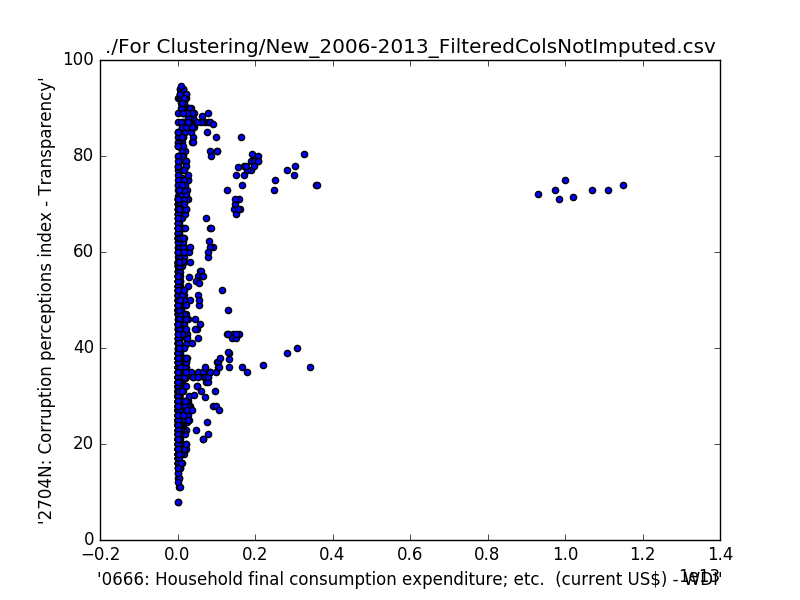 ./For Clustering/New_2006-2013_FilteredColsNotImputed.csv
100
80
60
40
20
0
'2704N: Corruption perceptions index - Transparency'
−0.2 0.0 0.2 0.4 0.6 0.8 1.0 1.2 1.4
1e13
'0666: Household final consumption expenditure; etc. (current US$) - WDI'